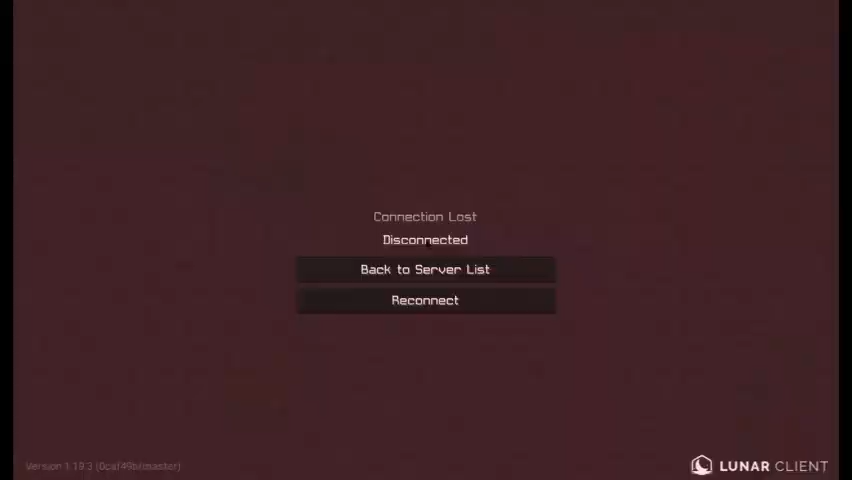 Connection Lost
Disconnected
Back to Server List
Reconnect
Version 1.19.3
LUNAR CLIENT